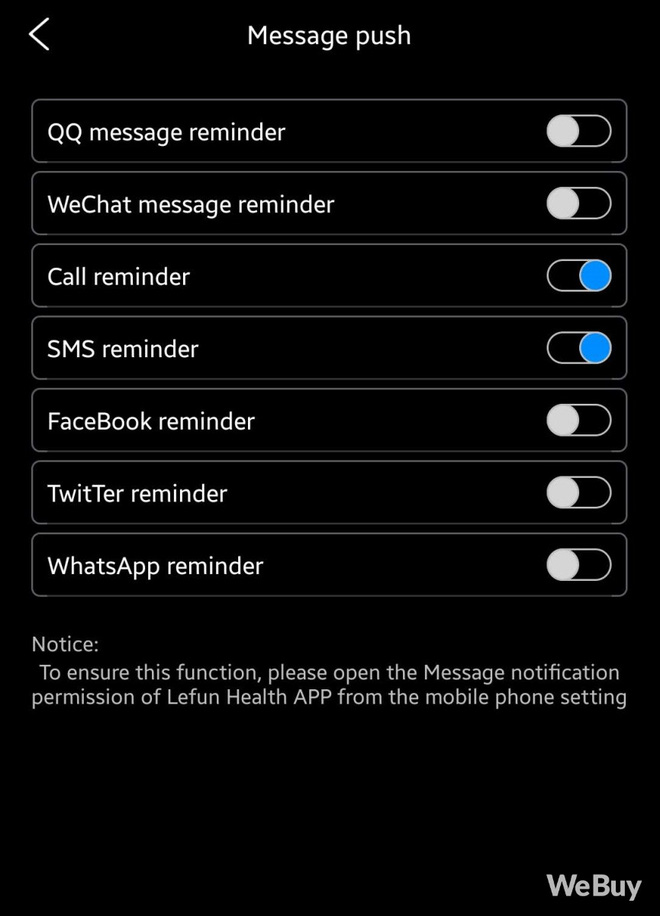 Message push
QQ message reminder
WeChat message reminder
Call reminder
SMS reminder
FaceBook reminder
TwitTer reminder
WhatsApp reminder
Notice:
To ensure this function, please open the Message notification
permission of Lefun Health APP from the mobile phone setting
WeBuy